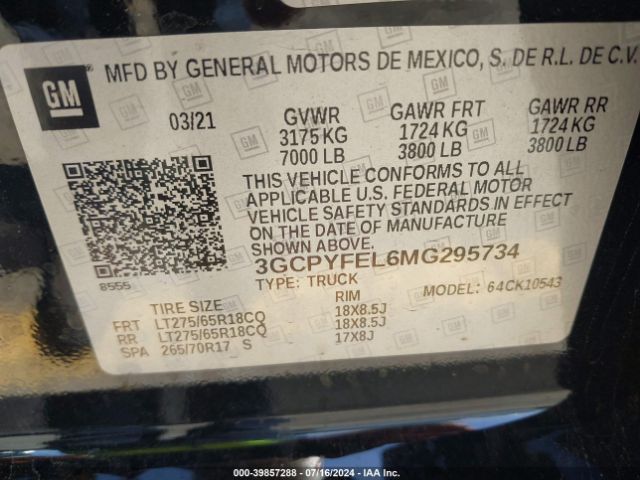 GM
MFD BY GENERAL MOTORS DE MEXICO, S. DE R.L. DE C.V.
03/21 GVWR GAWR FRT GAWR RR
3175 KG 1724 KG 1724 KG
7000 LB 3800 LB 3800 LB
THIS VEHICLE CONFORMS TO ALL
APPLICABLE U.S. FEDERAL MOTOR
VEHICLE SAFETY STANDARDS IN EFFECT
ON THE DATE OF MANUFACTURE
SHOWN ABOVE.
8555
3GCPYFEL6MG295734
TYPE: TRUCK MODEL: 64CK10543
TIRE SIZE RIM
FRT LT275/65R18CQ 18X8.5J
RR LT275/65R18CQ 18X8.5J
SPA 265/70R17 S 17X8J
000-39857288 - 07/16/2024 - IAA Inc.